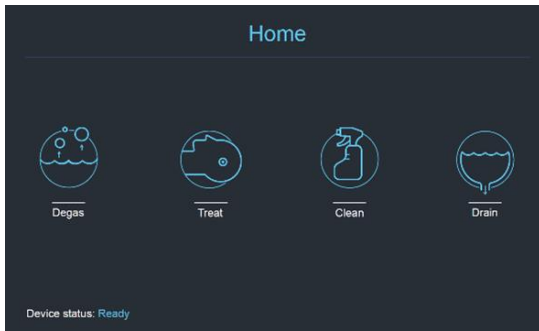 Home
Degas
Treat
Clean
Drain
Device status: Ready